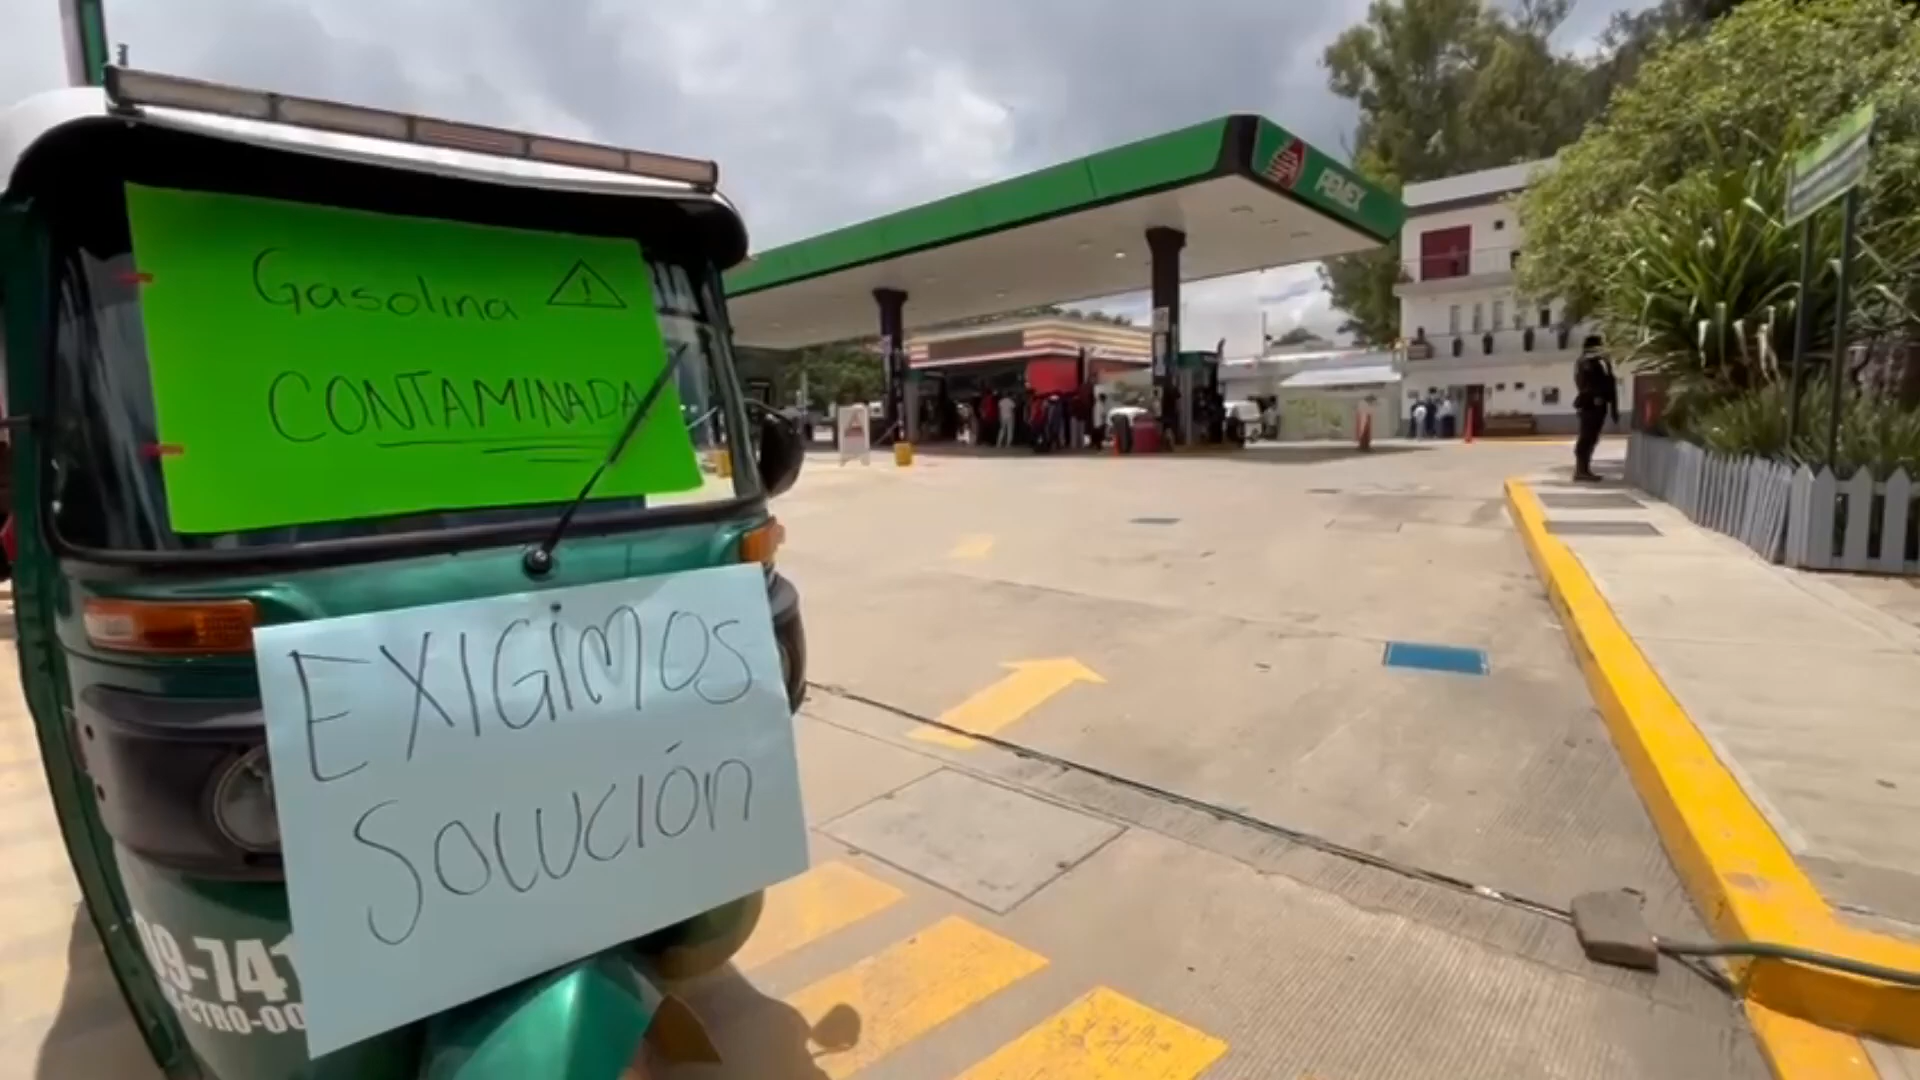 Gasolina
CONTAMINADA
EXIGIMOS
Solución
PEMEX